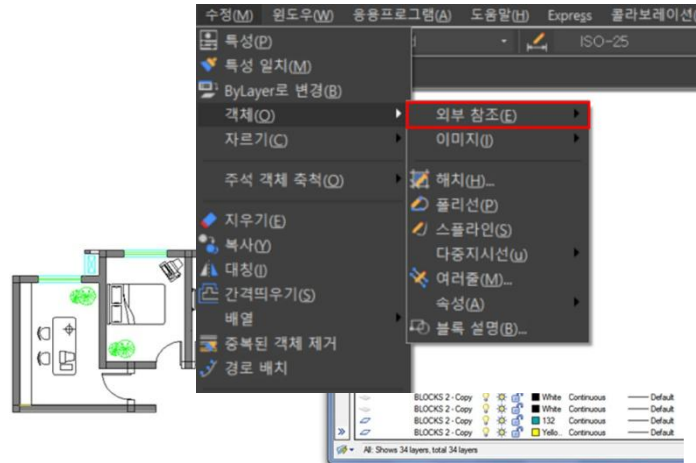 수정(M) 윈도우(W) 응용프로그램(A) 도움말(H) Express 콜라보레이션
특성(P)
ISO-25
특성 일치(M)
ByLayer로 변경(B)
객체(O)
외부 참조(E)
자르기(C)
이미지(I)
주석 객체 축척(O)
해치(H)...
폴리선(P)
지우기(E)
스플라인(S)
복사(Y)
다중지시선(u)
대칭(I)
여러줄(M)...
간격띄우기(S)
속성(A)
배열
블록 설명(B)...
중복된 객체 제거
경로 배치
BLOCKS 2 - Copy White Continuous Default
BLOCKS 2 - Copy White Continuous Default
BLOCKS 2 - Copy 132 Continuous Default
BLOCKS 2 - Copy Yello... Continuous Default
All: Shows 34 layers, total 34 layers